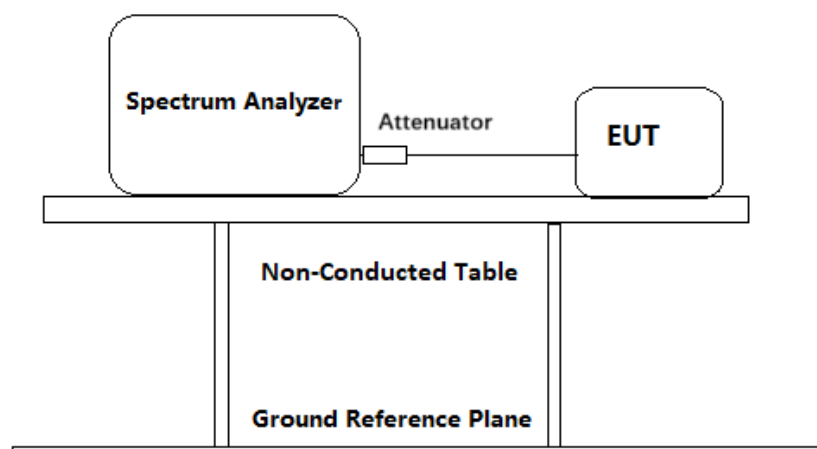 Spectrum Analyzer
Attenuator
EUT
Non-Conducted Table
Ground Reference Plane